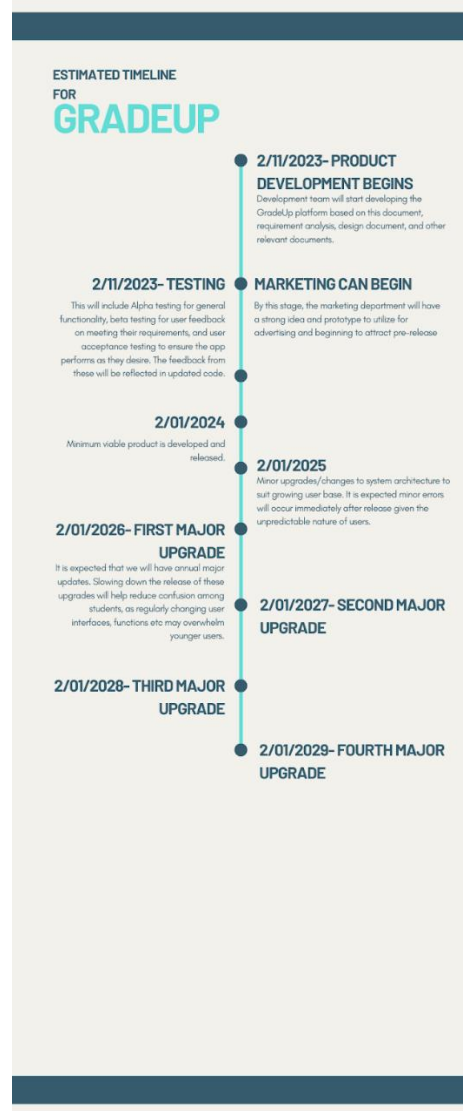 ESTIMATED TIMELINE
FOR
GRADEUP
2/11/2023- PRODUCT
DEVELOPMENT BEGINS
Development team will start developing the
GradeUp platform based on this document,
requirement analysis, design document, and other
relevant documents.
2/11/2023- TESTING
This will include Alpha testing for general
functionality, beta testing for user feedback
on meeting their requirements, and user
acceptance testing to ensure the app
performs as they desire. The feedback from
these will be reflected in updated code.
MARKETING CAN BEGIN
By this stage, the marketing department will have
a strong idea and prototype to utilize for
advertising and beginning to attract pre-release
2/01/2024
Minimum viable product is developed and
released.
2/01/2025
Minor upgrades/changes to system architecture to
suit growing user base. It is expected minor errors
will occur immediately after release given the
unpredictable nature of users.
2/01/2026- FIRST MAJOR
UPGRADE
It is expected that we will have annual major
updates. Slowing down the release of these
upgrades will help reduce confusion among
students, as regularly changing user
interfaces, functions etc may overwhelm
younger users.
2/01/2027- SECOND MAJOR
UPGRADE
2/01/2028- THIRD MAJOR
UPGRADE
2/01/2029- FOURTH MAJOR
UPGRADE